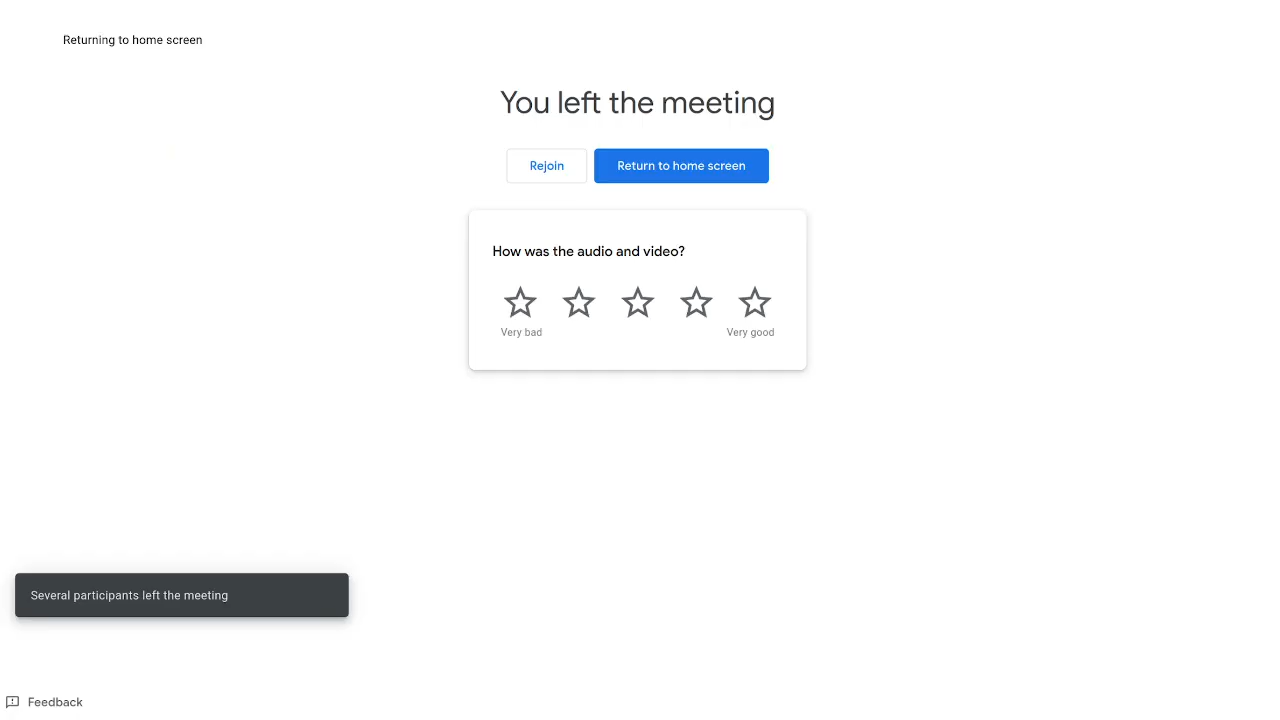 Returning to home screen
You left the meeting
Rejoin
Return to home screen
How was the audio and video?
Very bad
Very good
Several participants left the meeting
Feedback